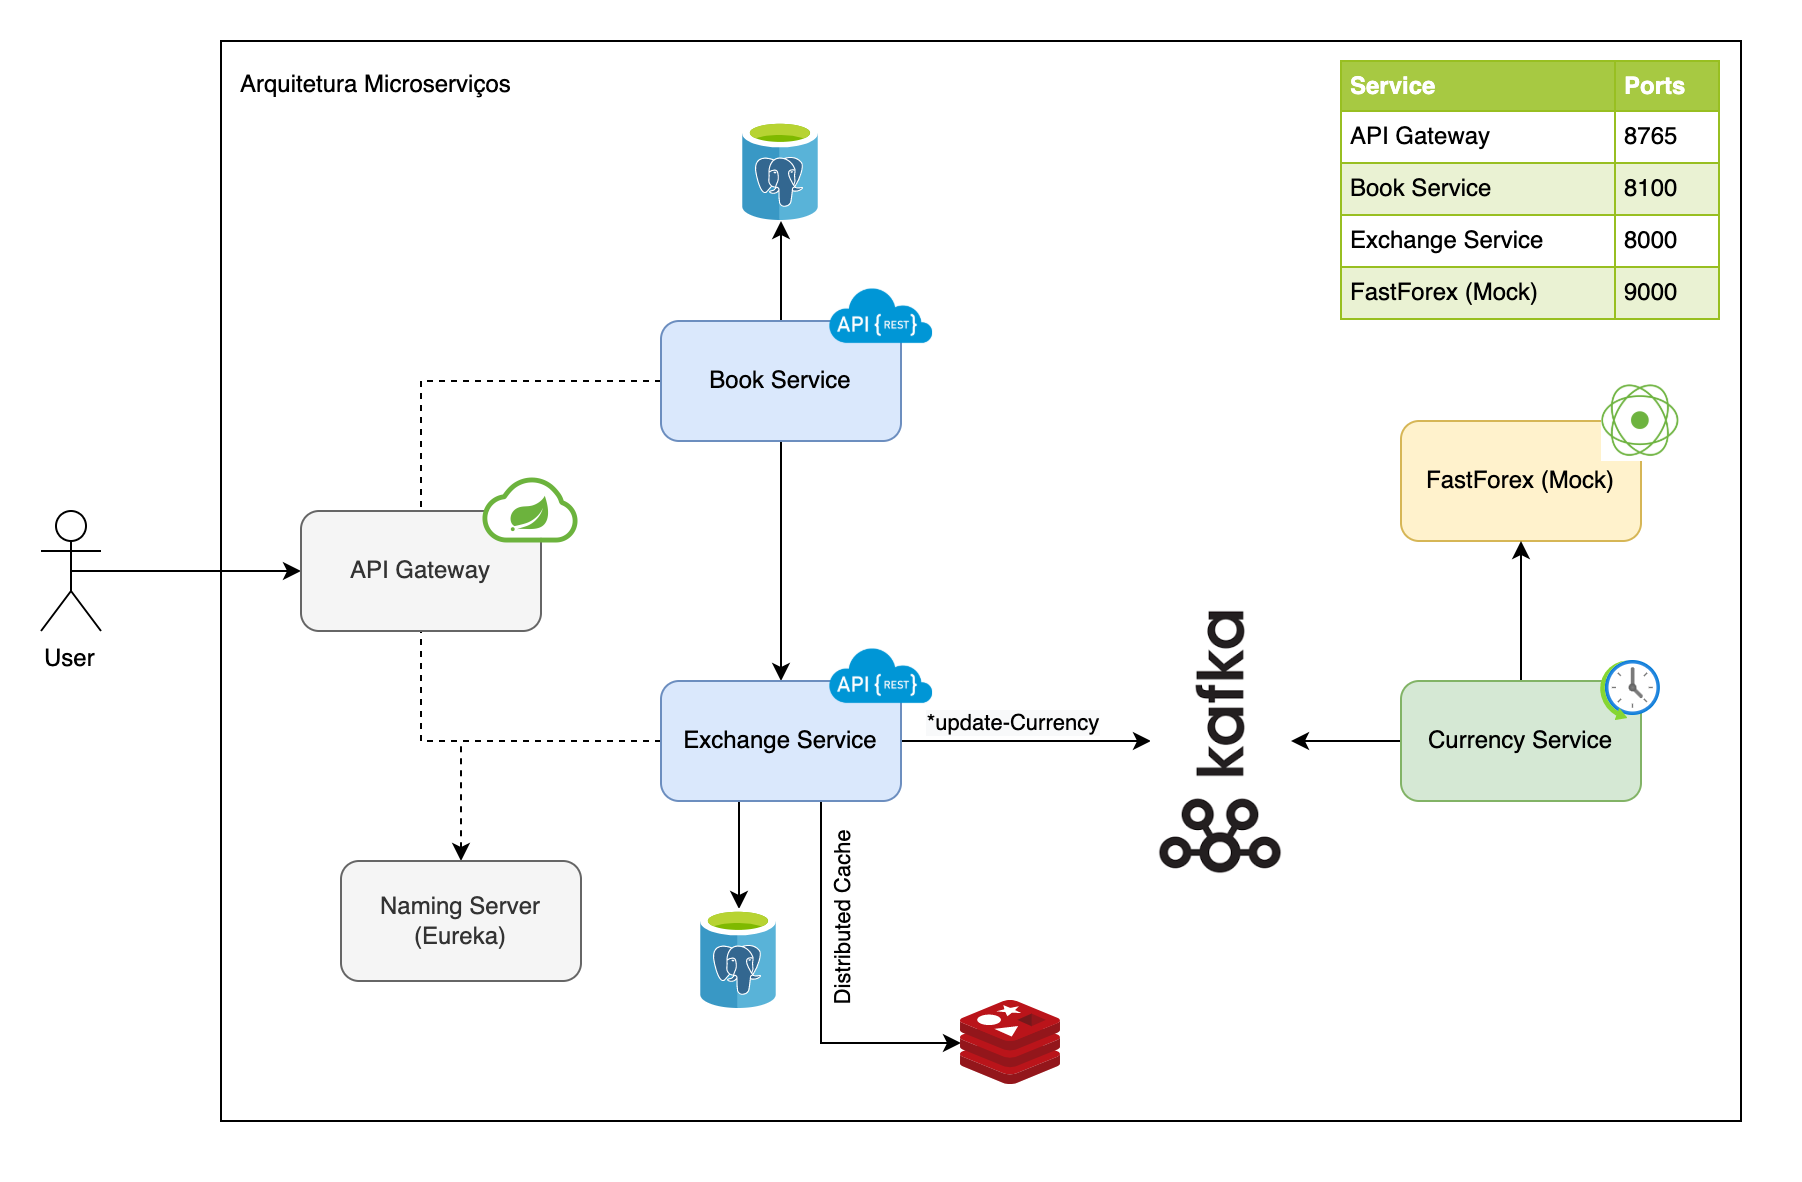 Arquitetura Microserviços
Service Ports
API Gateway 8765
Book Service 8100
Exchange Service 8000
FastForex (Mock) 9000
API {REST}
Book Service
FastForex (Mock)
API Gateway
User
kafka
API {REST}
Exchange Service
*update-Currency
Currency Service
Distributed Cache
Naming Server
(Eureka)